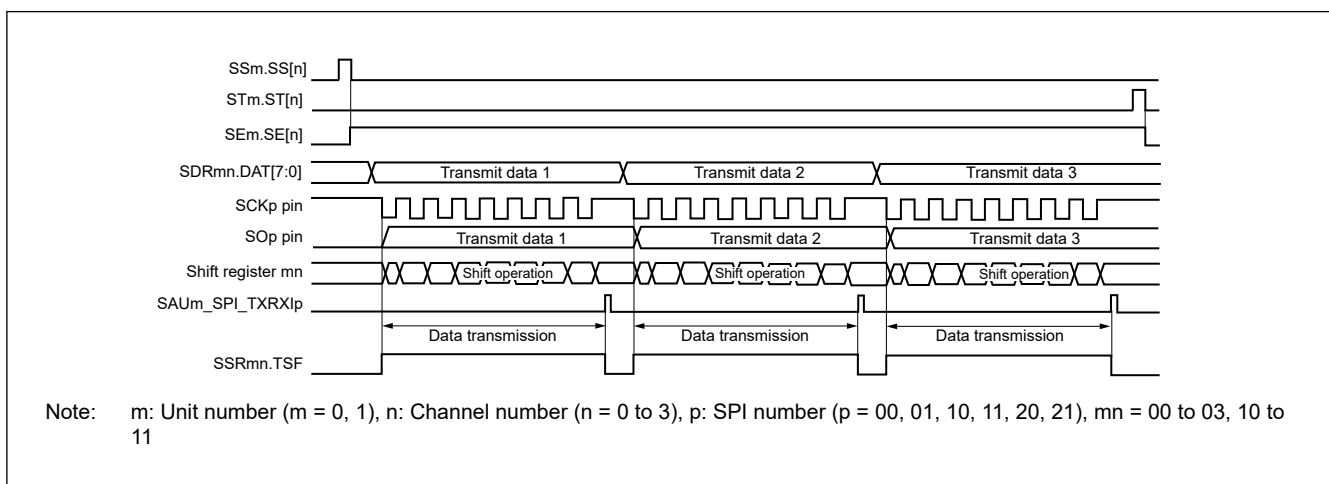 SSm.SS[n]
STm.ST[n]
SEm.SE[n]
SDRmn.DAT[7:0] Transmit data 1 Transmit data 2 Transmit data 3
SCKp pin
SOp pin Transmit data 1 Transmit data 2 Transmit data 3
Shift register mn Shift operation Shift operation Shift operation
SAUm_SPI_TXRXIp
Data transmission Data transmission Data transmission
SSRmn.TSF
Note: m: Unit number (m = 0, 1), n: Channel number (n = 0 to 3), p: SPI number (p = 00, 01, 10, 11, 20, 21), mn = 00 to 03, 10 to
11